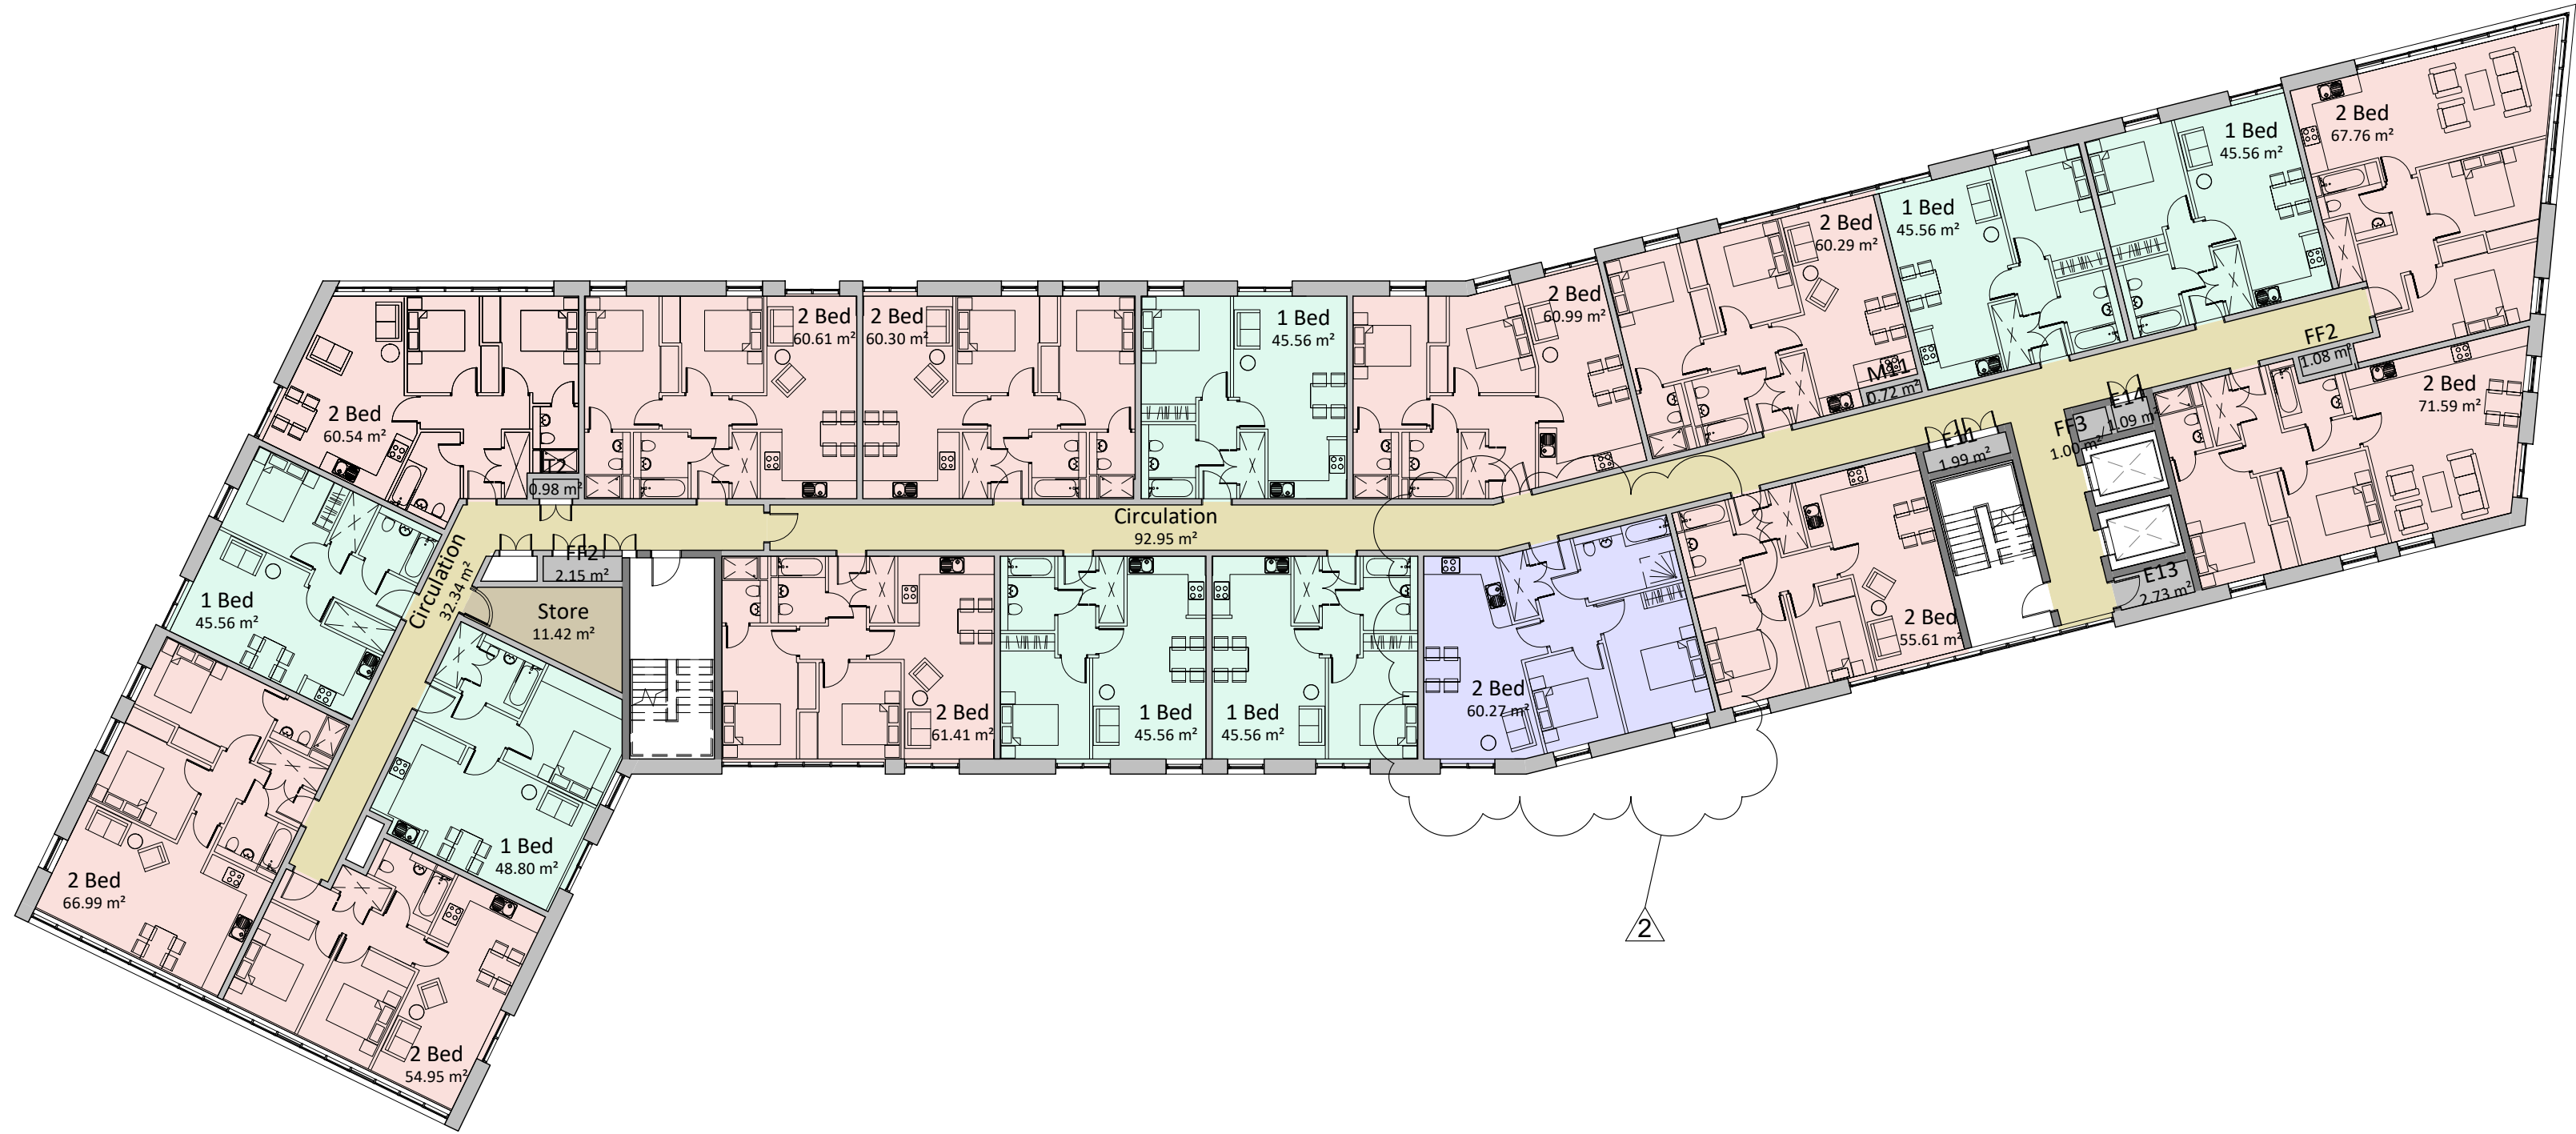 2 Bed
67.76 m²
1 Bed
45.56 m²
1 Bed
45.56 m²
2 Bed
60.29 m²
2 Bed
60.99 m²
1 Bed
45.56 m²
2 Bed
60.30 m²
2 Bed
60.61 m²
2 Bed
60.54 m²
T2
0.98 m²
M11
0.72 m²
FF2
1.08 m²
2 Bed
71.59 m²
E14
1.09 m²
FF3
1.00 m²
E11
1.99 m²
E13
2.73 m²
Circulation
92.95 m²
Circulation
32.34 m²
FF2
2.15 m²
Store
11.42 m²
1 Bed
45.56 m²
2 Bed
66.99 m²
1 Bed
48.80 m²
2 Bed
54.95 m²
2 Bed
61.41 m²
1 Bed
45.56 m²
1 Bed
45.56 m²
2 Bed
60.27 m²
2 Bed
55.61 m²
2